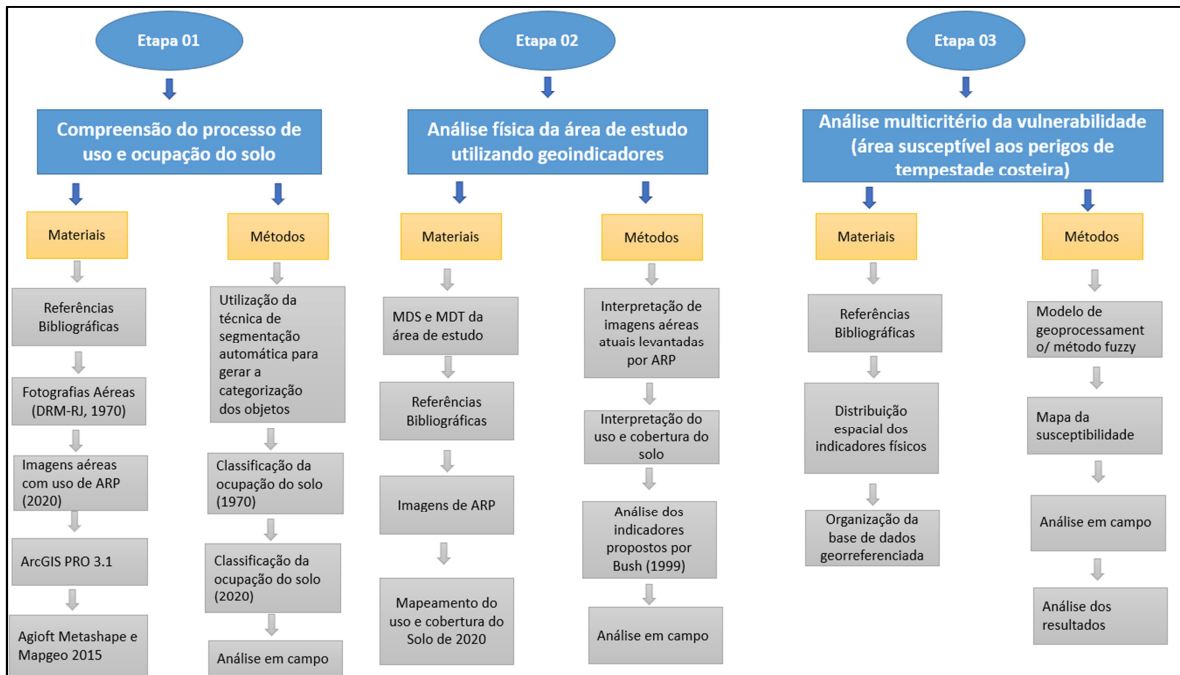 Etapa 01
Compreensão do processo de
uso e ocupação do solo
Materiais
Referências
Bibliográficas
Fotografias Aéreas
(DRM-RJ, 1970)
Imagens aéreas
com uso de ARP
(2020)
ArcGIS PRO 3.1
Agioft Metashape e
Mapgeo 2015
Métodos
Utilização da
técnica de
segmentação
automática para
gerar a
categorização
dos objetos
Classificação da
ocupação do solo
(1970)
Classificação da
ocupação do solo
(2020)
Análise em campo
Etapa 02
Análise física da área de estudo
utilizando geoindicadores
Materiais
MDS e MDT da
área de estudo
Referências
Bibliográficas
Imagens de ARP
Mapeamento do
uso e cobertura do
Solo de 2020
Métodos
Interpretação de
imagens aéreas
atuais levantadas
por ARP
Interpretação do
uso e cobertura do
solo
Análise dos
indicadores
propostos por
Bush (1999)
Análise em campo
Etapa 03
Análise multicritério da vulnerabilidade
(área susceptível aos perigos de
tempestade costeira)
Materiais
Referências
Bibliográficas
Distribuição
espacial dos
indicadores físicos
Organização da
base de dados
georreferenciada
Métodos
Modelo de
geoprocessament
o/ método fuzzy
Mapa da
susceptibilidade
Análise em campo
Análise dos
resultados